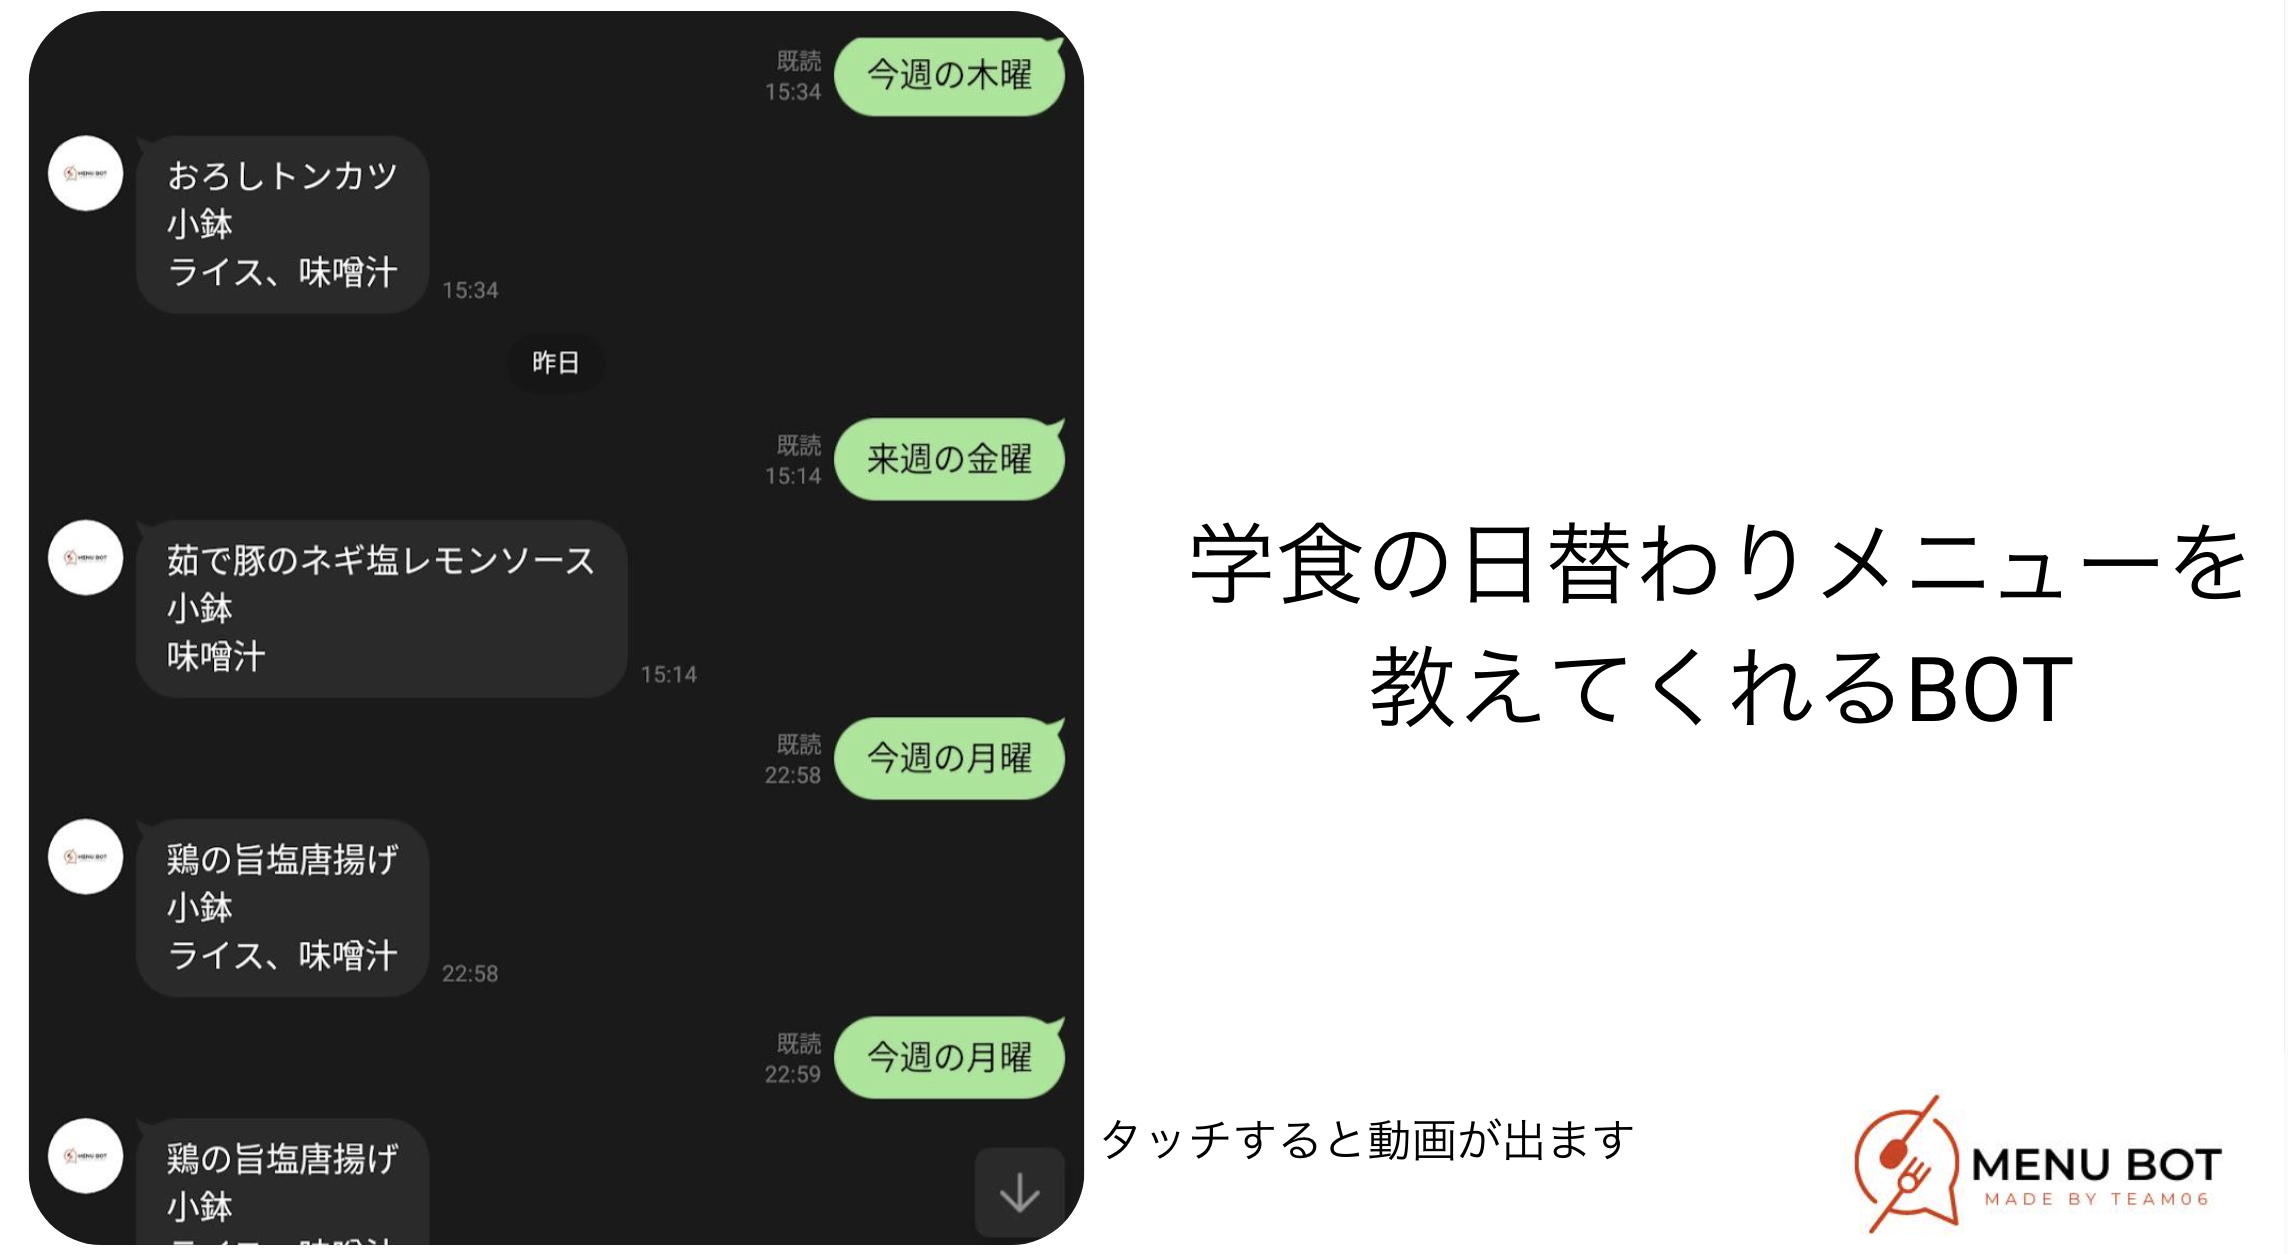 既読
15:34
今週の木曜
おろしトンカツ
小鉢
ライス、味噌汁
15:34
昨日
既読
15:14
来週の金曜
茹で豚のネギ塩レモンソース
小鉢
味噌汁
15:14
既読
22:58
今週の月曜
鶏の旨塩唐揚げ
小鉢
ライス、味噌汁
22:58
既読
22:59
今週の月曜
鶏の旨塩唐揚げ
小鉢
学食の日替わりメニューを
教えてくれるBOT
タッチすると動画が出ます
MENU BOT
MADE BY TEAM06